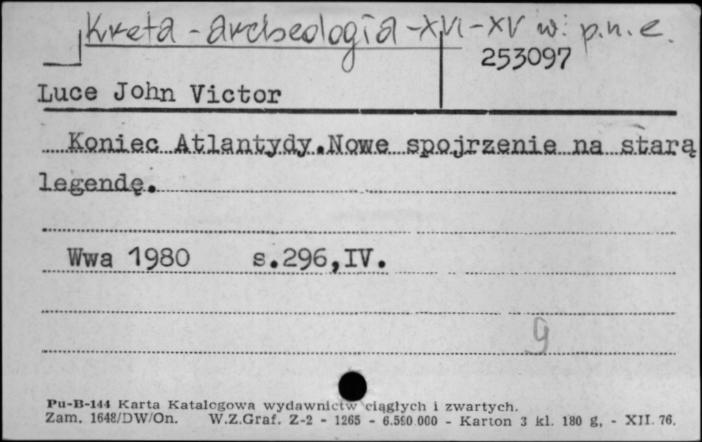 Kreta - archeologia - XVI - XV w. p.n.e.
253097
Luce John Victor
Koniec Atlantydy.Nowe spojrzenie na starą
legendę.
Wwa 1980 s.296,IV.
g
Pu-B-144 Karta Katalogowa wydawnictw ciągłych i zwartych.
Zam. 1648/DW/On. W.Z.Graf. Z-2 - 1265 - 6.500.000 - Karton 3 kl. 180 g. - XII. 76.